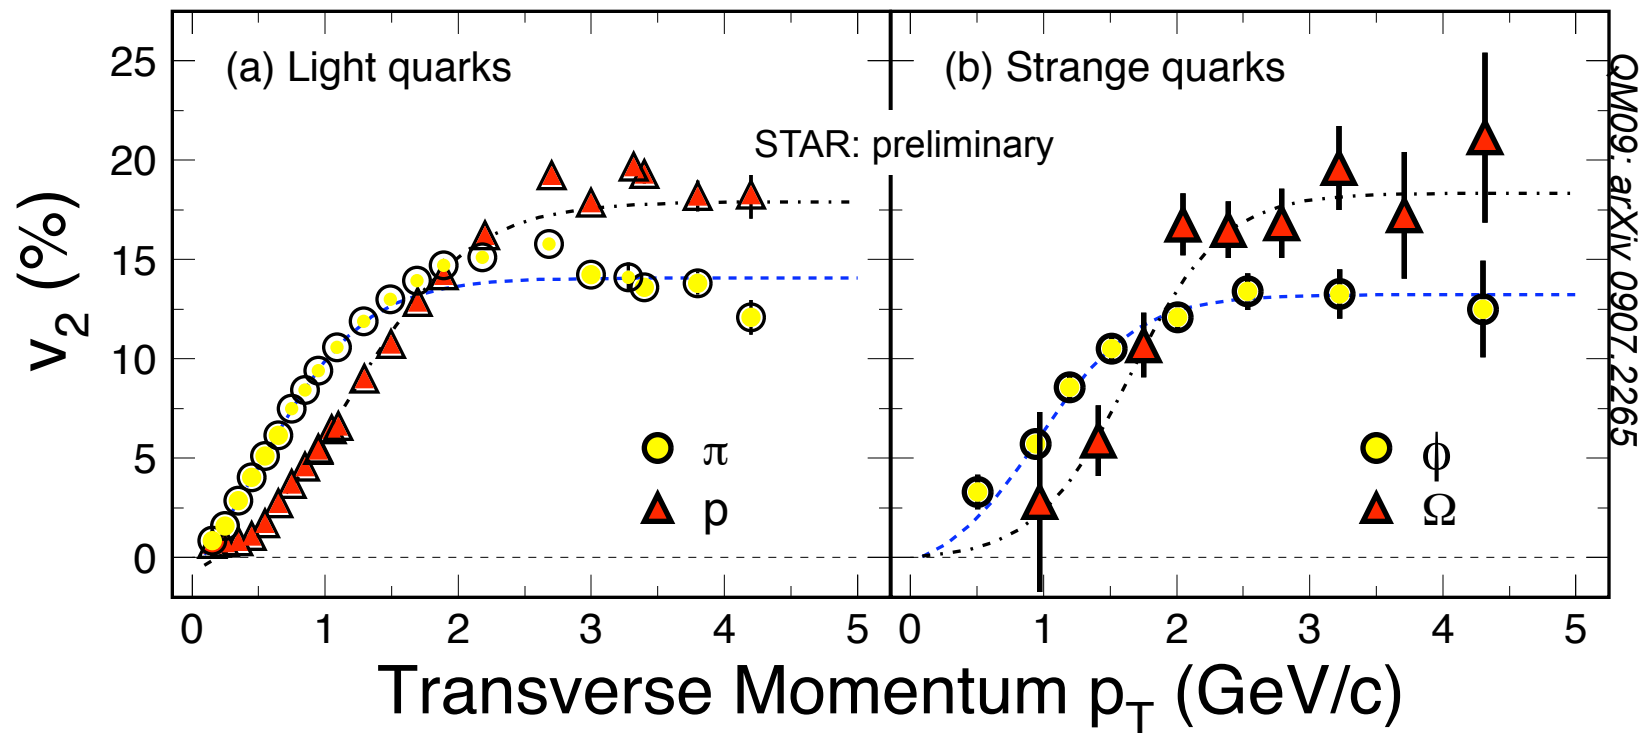 (a) Light quarks
(b) Strange quarks
STAR: preliminary
25
20
15
10
5
0
v2 (%)
π
p
ϕ
Ω
0 1 2 3 4 5
0 1 2 3 4 5
Transverse Momentum pT (GeV/c)
QM09: arXiv 0907.2265